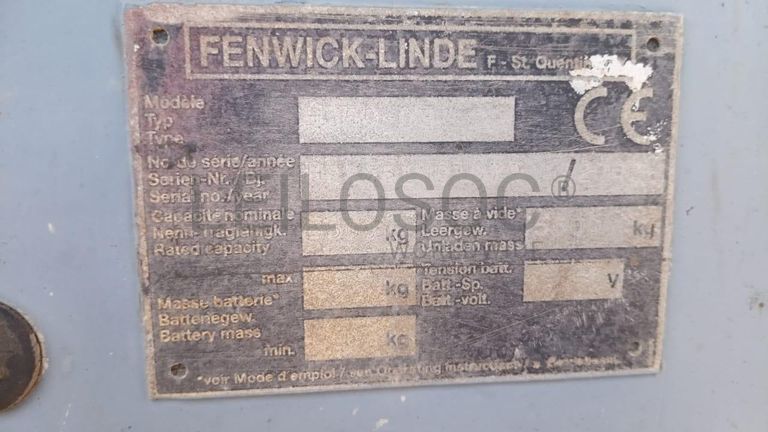 FENWICK-LINDE F - St. Quentin
CE
Modèle
Typ
Type
No de série/année
Serien-Nr./Bj.
Serial no./year
/
Capacité nominale
Nenn-Tragfähigk.
Rated capacity
kg
Masse à vide*
Leergew.
Unladen mass
kg
max.
kg
Tension batt.
Batt.-Sp.
Batt.-volt.
V
Masse batterie*
Batteriegew.
Battery mass
min.
kg
*voir Mode d'emploi / see Operating instructions /
FILOSOC®